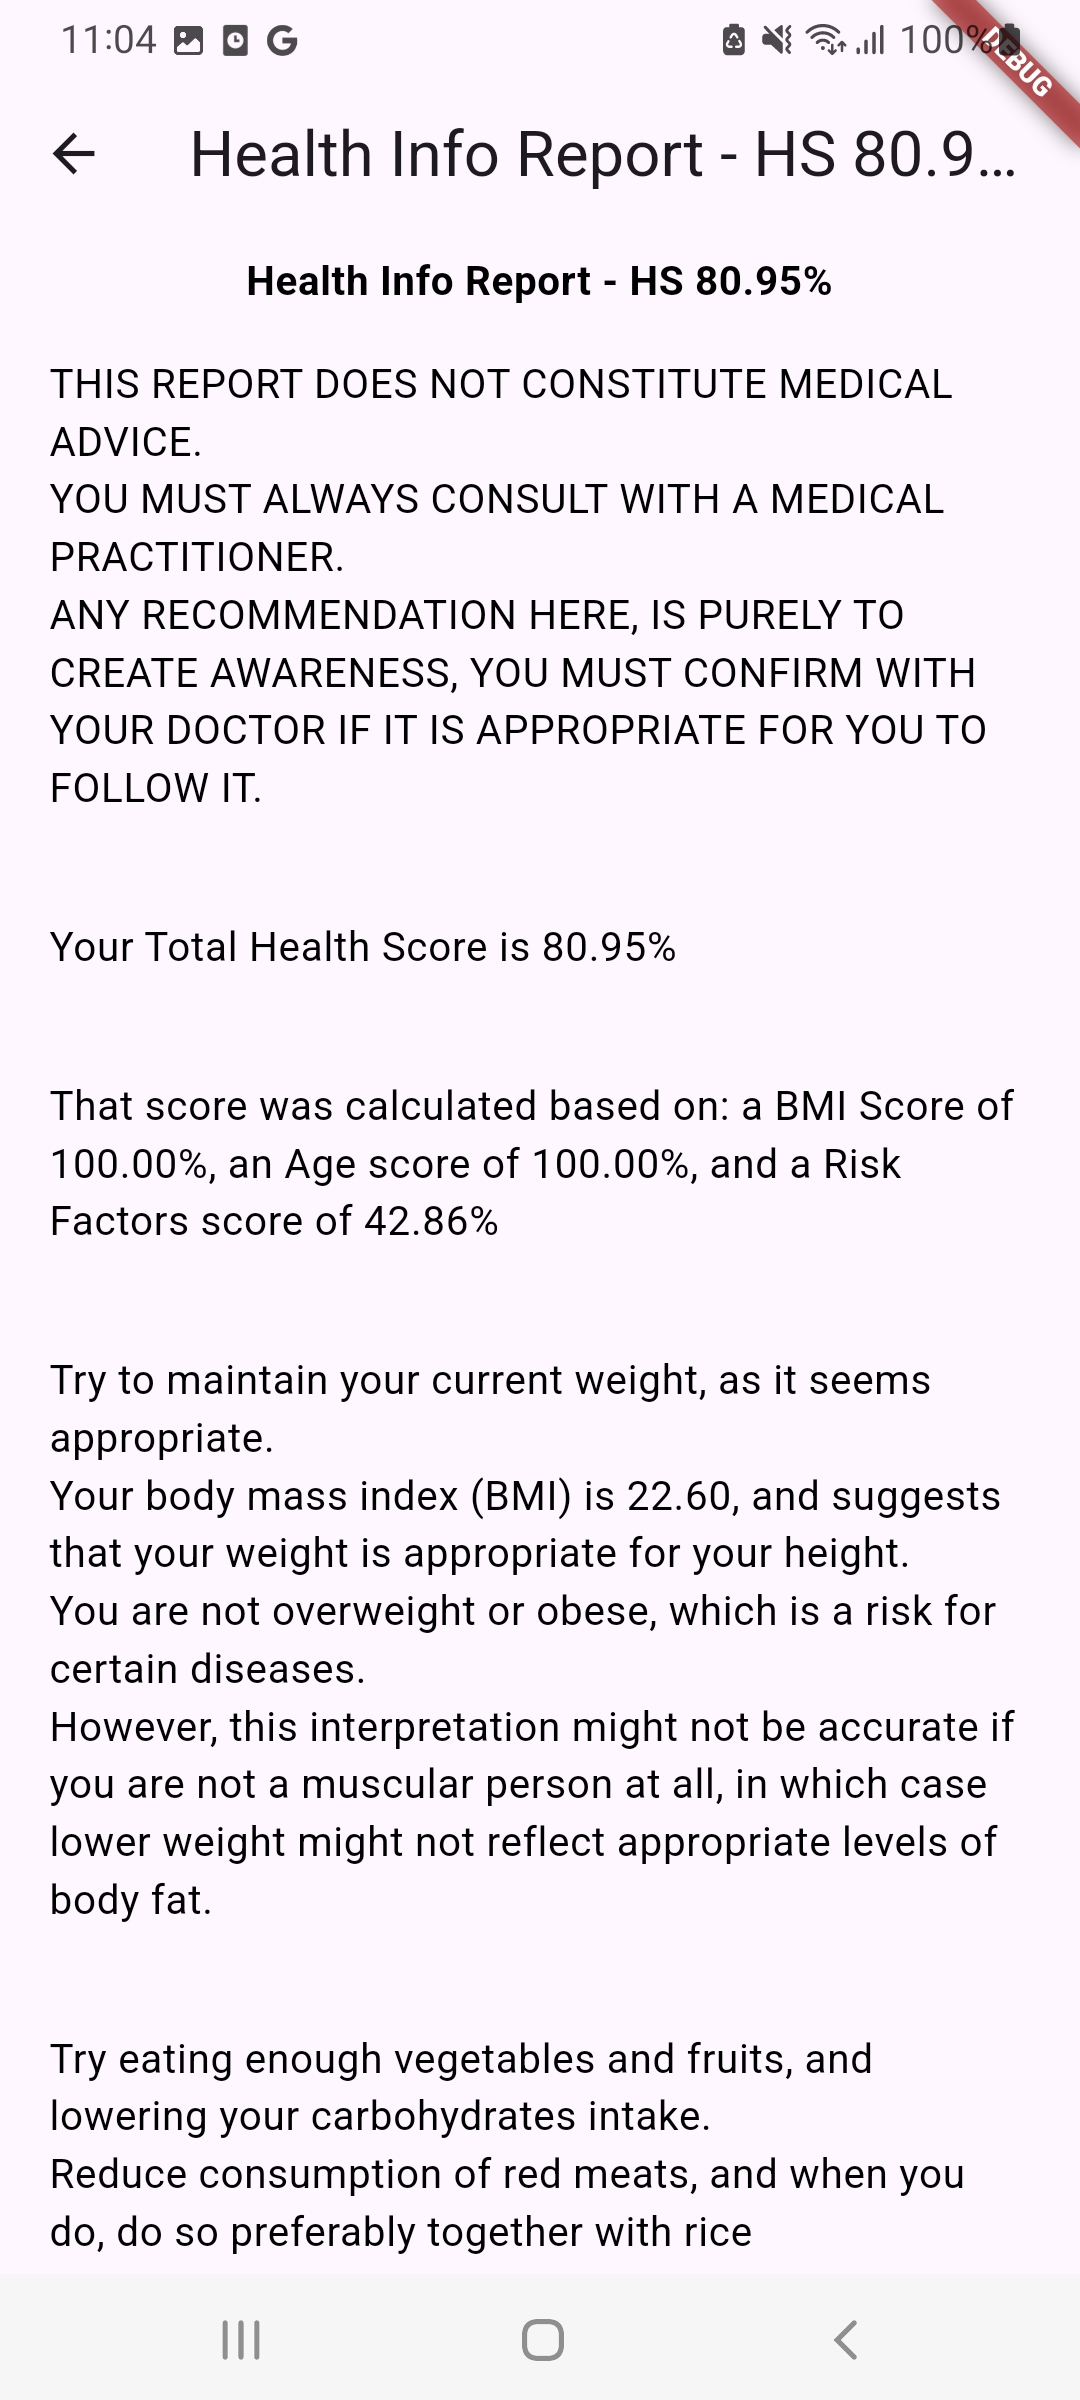 11:04
100%
DEBUG
Health Info Report - HS 80.9...
Health Info Report - HS 80.95%
THIS REPORT DOES NOT CONSTITUTE MEDICAL
ADVICE.
YOU MUST ALWAYS CONSULT WITH A MEDICAL
PRACTITIONER.
ANY RECOMMENDATION HERE, IS PURELY TO
CREATE AWARENESS, YOU MUST CONFIRM WITH
YOUR DOCTOR IF IT IS APPROPRIATE FOR YOU TO
FOLLOW IT.
Your Total Health Score is 80.95%
That score was calculated based on: a BMI Score of
100.00%, an Age score of 100.00%, and a Risk
Factors score of 42.86%
Try to maintain your current weight, as it seems
appropriate.
Your body mass index (BMI) is 22.60, and suggests
that your weight is appropriate for your height.
You are not overweight or obese, which is a risk for
certain diseases.
However, this interpretation might not be accurate if
you are not a muscular person at all, in which case
lower weight might not reflect appropriate levels of
body fat.
Try eating enough vegetables and fruits, and
lowering your carbohydrates intake.
Reduce consumption of red meats, and when you
do, do so preferably together with rice